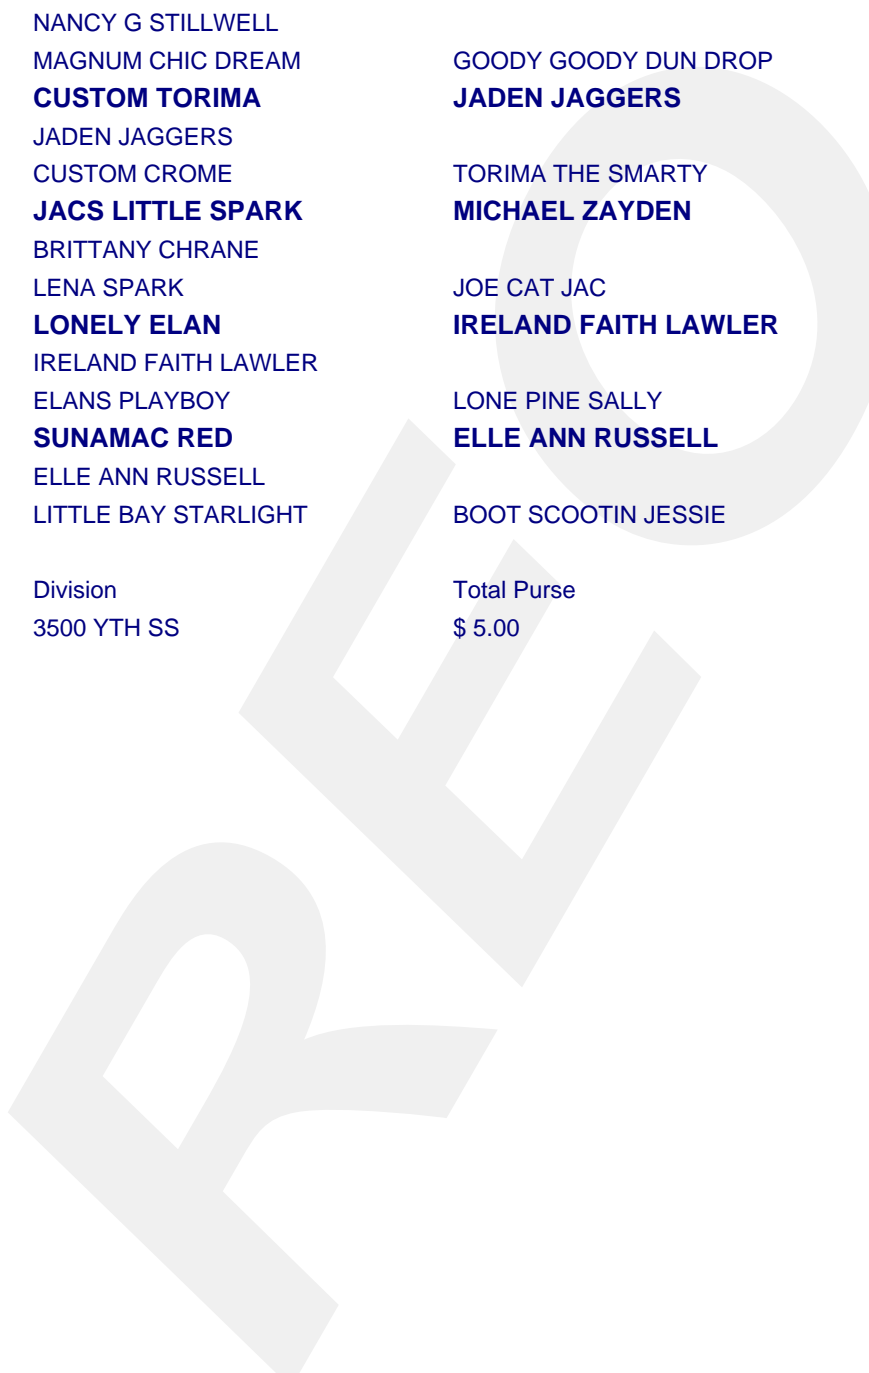 NANCY G STILLWELL
MAGNUM CHIC DREAM GOODY GOODY DUN DROP
CUSTOM TORIMA JADEN JAGGERS
JADEN JAGGERS
CUSTOM CROME TORIMA THE SMARTY
JACS LITTLE SPARK MICHAEL ZAYDEN
BRITTANY CHRANE
LENA SPARK JOE CAT JAC
LONELY ELAN IRELAND FAITH LAWLER
IRELAND FAITH LAWLER
ELANS PLAYBOY LONE PINE SALLY
SUNAMAC RED ELLE ANN RUSSELL
ELLE ANN RUSSELL
LITTLE BAY STARLIGHT BOOT SCOOTIN JESSIE
Division Total Purse
3500 YTH SS $ 5.00
REO